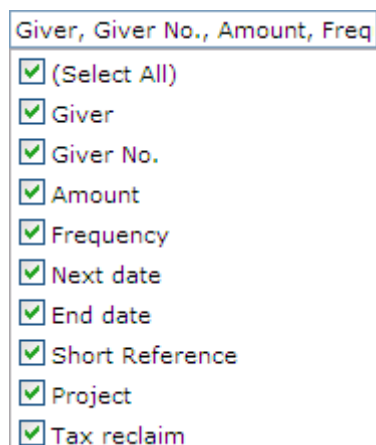 Giver, Giver No., Amount, Freq
(Select All)
Giver
Giver No.
Amount
Frequency
Next date
End date
Short Reference
Project
Tax reclaim